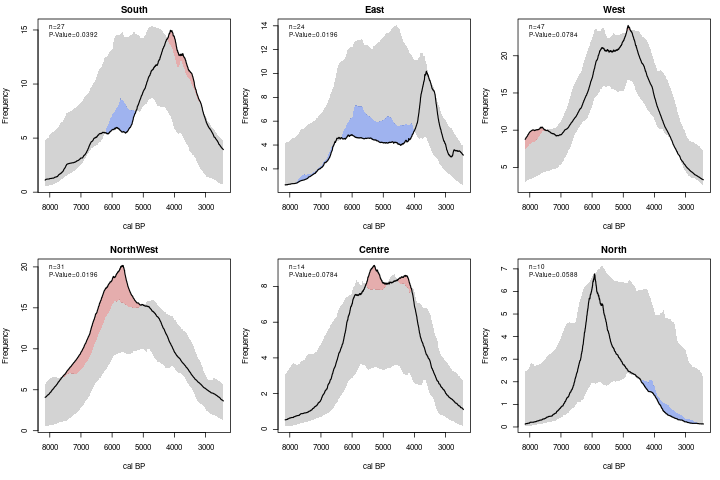 South
n=27
P-Value=0.0392
Frequency
15
10
5
0
8000 7000 6000 5000 4000 3000
cal BP
East
n=24
P-Value=0.0196
Frequency
14
12
10
8
6
4
2
8000 7000 6000 5000 4000 3000
cal BP
West
n=47
P-Value=0.0784
Frequency
20
15
10
5
8000 7000 6000 5000 4000 3000
cal BP
NorthWest
n=31
P-Value=0.0196
Frequency
20
15
10
5
0
8000 7000 6000 5000 4000 3000
cal BP
Centre
n=14
P-Value=0.0784
Frequency
8
6
4
2
0
8000 7000 6000 5000 4000 3000
cal BP
North
n=10
P-Value=0.0588
Frequency
7
6
5
4
3
2
1
0
8000 7000 6000 5000 4000 3000
cal BP